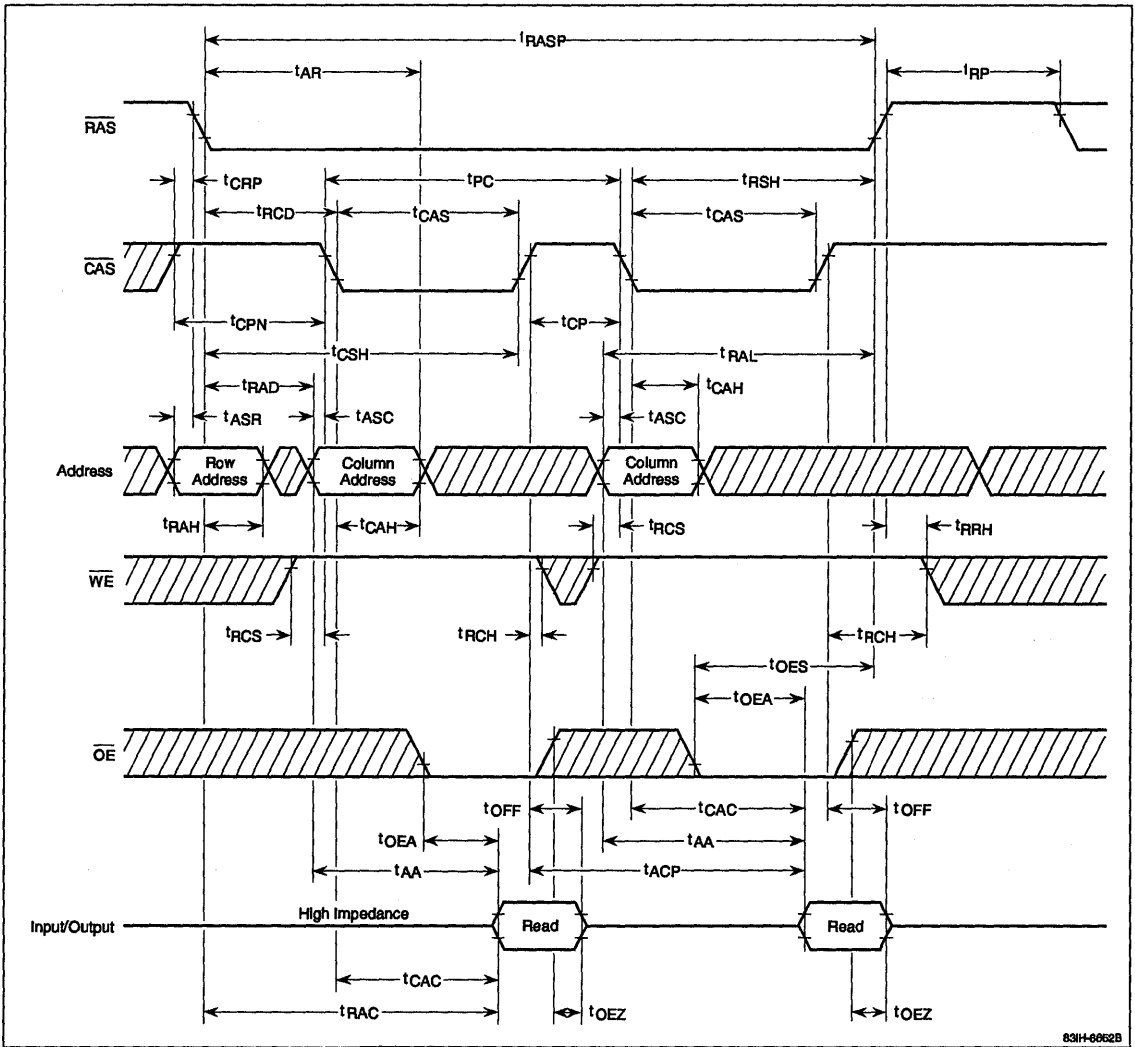 tRASP
tAR
tRP
RAS
tCRP
tPC
tRSH
tRCD
tCAS
tCAS
CAS
tCPN
tCP
tCSH
tRAL
tRAD
tCAH
tASR
tASC
tASC
Address
Row
Address
Column
Address
Column
Address
tRAH
tCAH
tRCS
tRRH
WE
tRCS
tRCH
tRCH
tOES
tOEA
OE
tOFF
tCAC
tOFF
tOEA
tAA
tAA
tACP
High Impedance
Input/Output
Read
Read
tCAC
tRAC
tOEZ
tOEZ
83IH-6652B